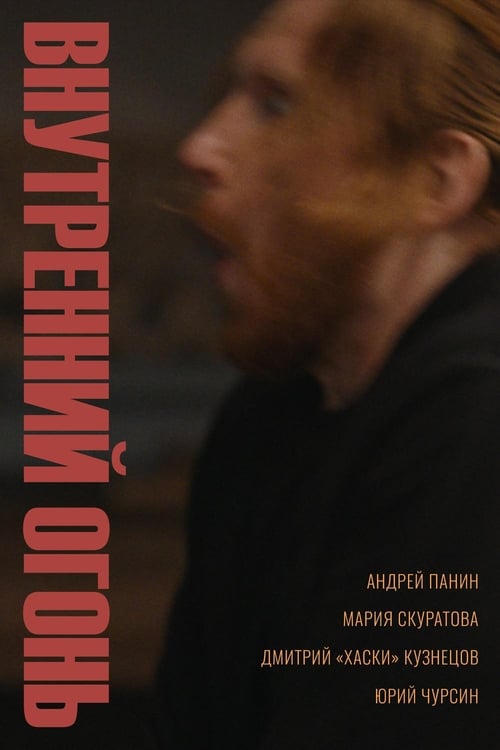 ВНУТРЕННИЙ ОГОНЬ
АНДРЕЙ ПАНИН
МАРИЯ СКУРАТОВА
ДМИТРИЙ «ХАСКИ» КУЗНЕЦОВ
ЮРИЙ ЧУРСИН